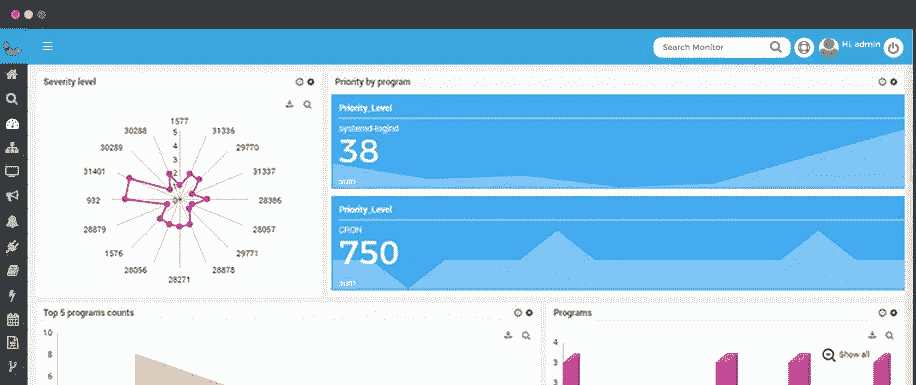 Search Monitor
Hi, admin
Severity level
1577
30288
31336
30289
29770
31401
31337
932
28386
28879
28057
1576
29771
28056
28878
28271
5
4
3
2
1
0
Priority by program
Priority_Level
systemd-logind
38
sum
Priority_Level
CRON
750
sum
Top 5 programs counts
10
8
6
Programs
4
3
3
Show all